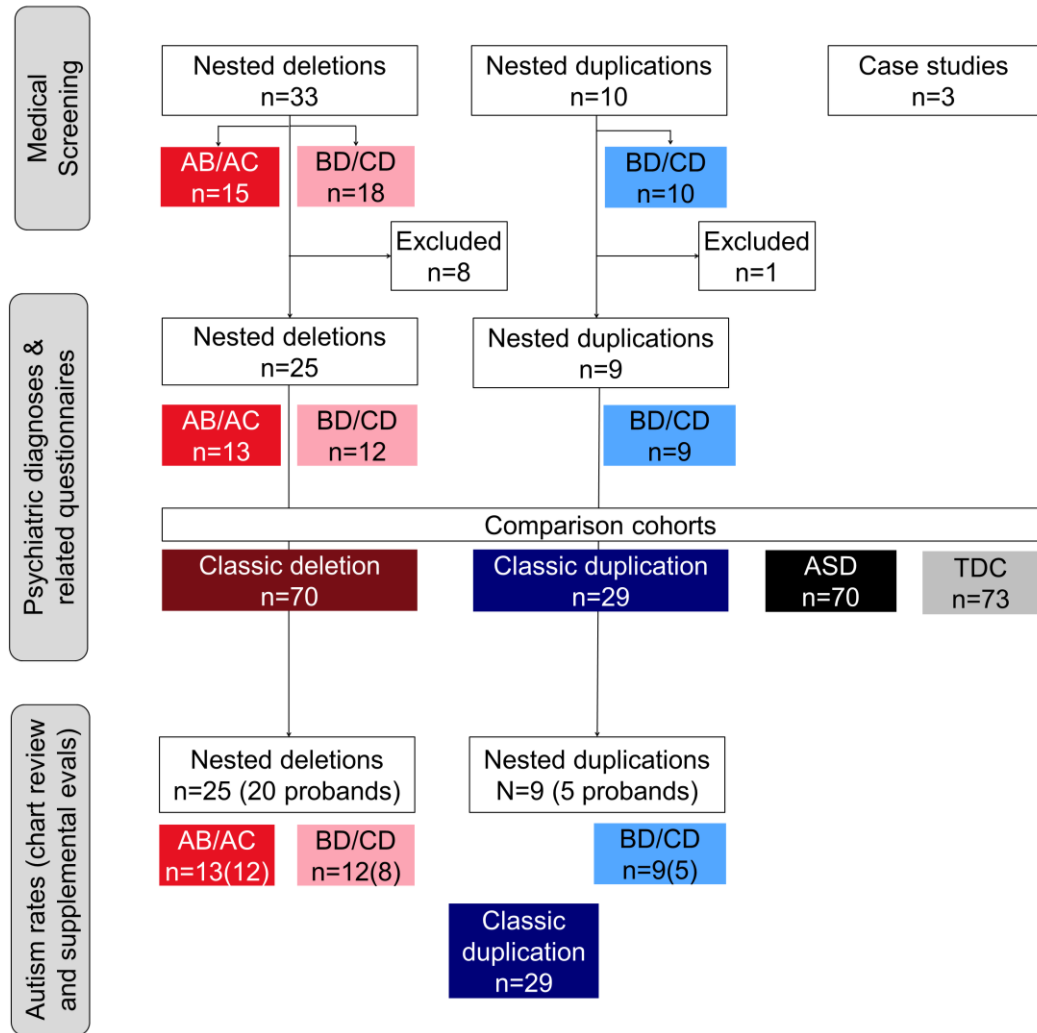 Medical
Screening
Nested deletions
n=33
Nested duplications
n=10
Case studies
n=3
AB/AC
n=15
BD/CD
n=18
BD/CD
n=10
Excluded
n=8
Excluded
n=1
Psychiatric diagnoses &
related questionnaires
Nested deletions
n=25
Nested duplications
n=9
AB/AC
n=13
BD/CD
n=12
BD/CD
n=9
Comparison cohorts
Classic deletion
n=70
Classic duplication
n=29
ASD
n=70
TDC
n=73
Autism rates (chart review
and supplemental evals)
Nested deletions
n=25 (20 probands)
Nested duplications
N=9 (5 probands)
AB/AC
n=13(12)
BD/CD
n=12(8)
BD/CD
n=9(5)
Classic
duplication
n=29